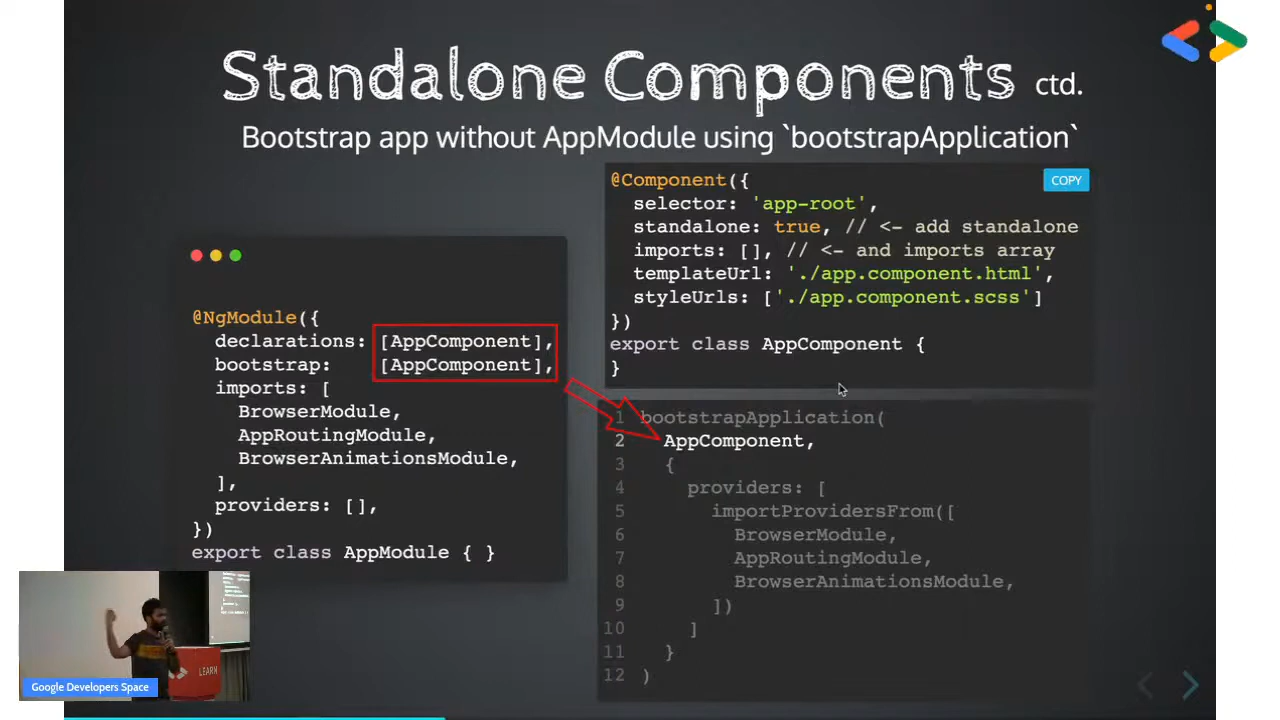 Standalone Components ctd.
Bootstrap app without AppModule using `bootstrapApplication`
@NgModule({
declarations: [AppComponent],
bootstrap: [AppComponent],
imports: [
BrowserModule,
AppRoutingModule,
BrowserAnimationsModule,
],
providers: [],
})
export class AppModule { }
COPY
@Component({
selector: 'app-root',
standalone: true, // <- add standalone
imports: [], // <- and imports array
templateUrl: './app.component.html',
styleUrls: ['./app.component.scss']
})
export class AppComponent {
}
1 bootstrapApplication(
2 AppComponent,
3 {
4 providers: [
5 importProvidersFrom([
6 BrowserModule,
7 AppRoutingModule,
8 BrowserAnimationsModule,
9 ])
10 ]
11 }
12 )
LEARN
Google Developers Space